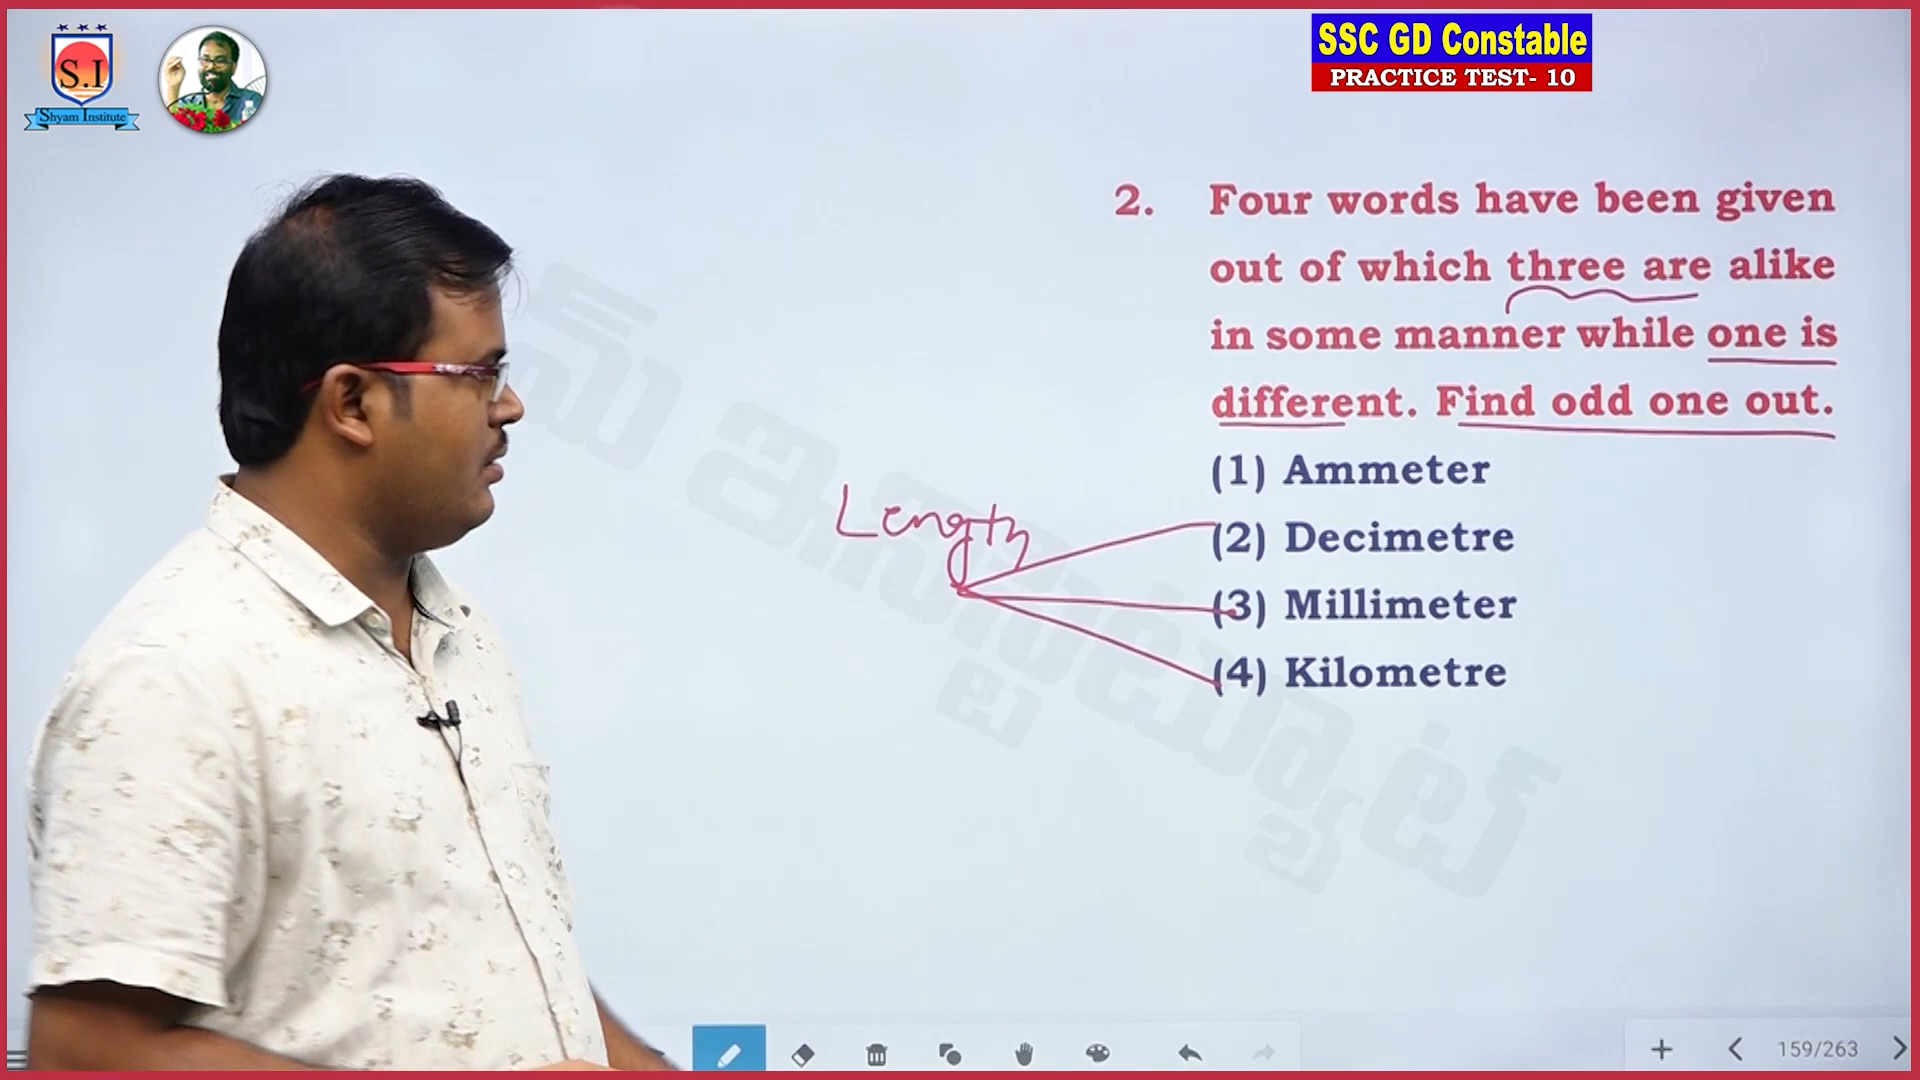 S.I
Shyam Institute
SSC GD Constable
PRACTICE TEST- 10
2. Four words have been given
out of which three are alike
in some manner while one is
different. Find odd one out.
(1) Ammeter
(2) Decimetre
(3) Millimeter
(4) Kilometre
Length
159/263